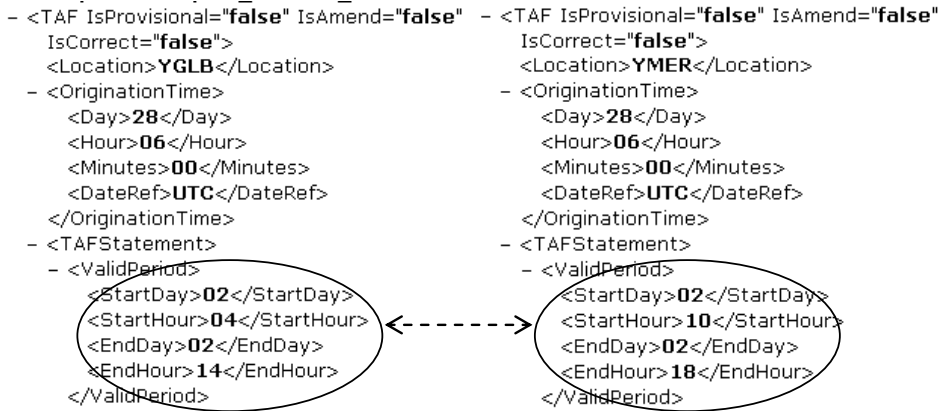 - <TAF IsProvisional="false" IsAmend="false"
IsCorrect="false">
<Location>YGLB</Location>
- <OriginationTime>
<Day>28</Day>
<Hour>06</Hour>
<Minutes>00</Minutes>
<DateRef>UTC</DateRef>
</OriginationTime>
- <TAFStatement>
- <ValidPeriod>
<StartDay>02</StartDay>
<StartHour>04</StartHour>
<EndDay>02</EndDay>
<EndHour>14</EndHour>
</ValidPeriod>
- <TAF IsProvisional="false" IsAmend="false"
IsCorrect="false">
<Location>YMER</Location>
- <OriginationTime>
<Day>28</Day>
<Hour>06</Hour>
<Minutes>00</Minutes>
<DateRef>UTC</DateRef>
</OriginationTime>
- <TAFStatement>
- <ValidPeriod>
<StartDay>02</StartDay>
<StartHour>10</StartHour>
<EndDay>02</EndDay>
<EndHour>18</EndHour>
</ValidPeriod>